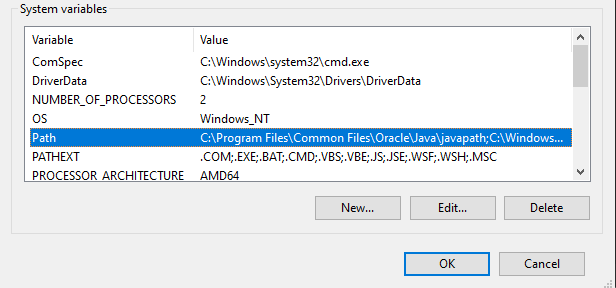 System variables
Variable Value
ComSpec C:\Windows\system32\cmd.exe
DriverData C:\Windows\System32\Drivers\DriverData
NUMBER_OF_PROCESSORS 2
OS Windows_NT
Path C:\Program Files\Common Files\Oracle\Java\javapath;C:\Windows...
PATHEXT .COM;.EXE;.BAT;.CMD;.VBS;.VBE;.JS;.JSE;.WSF;.WSH;.MSC
PROCESSOR_ARCHITECTURE AMD64
New... Edit... Delete
OK Cancel